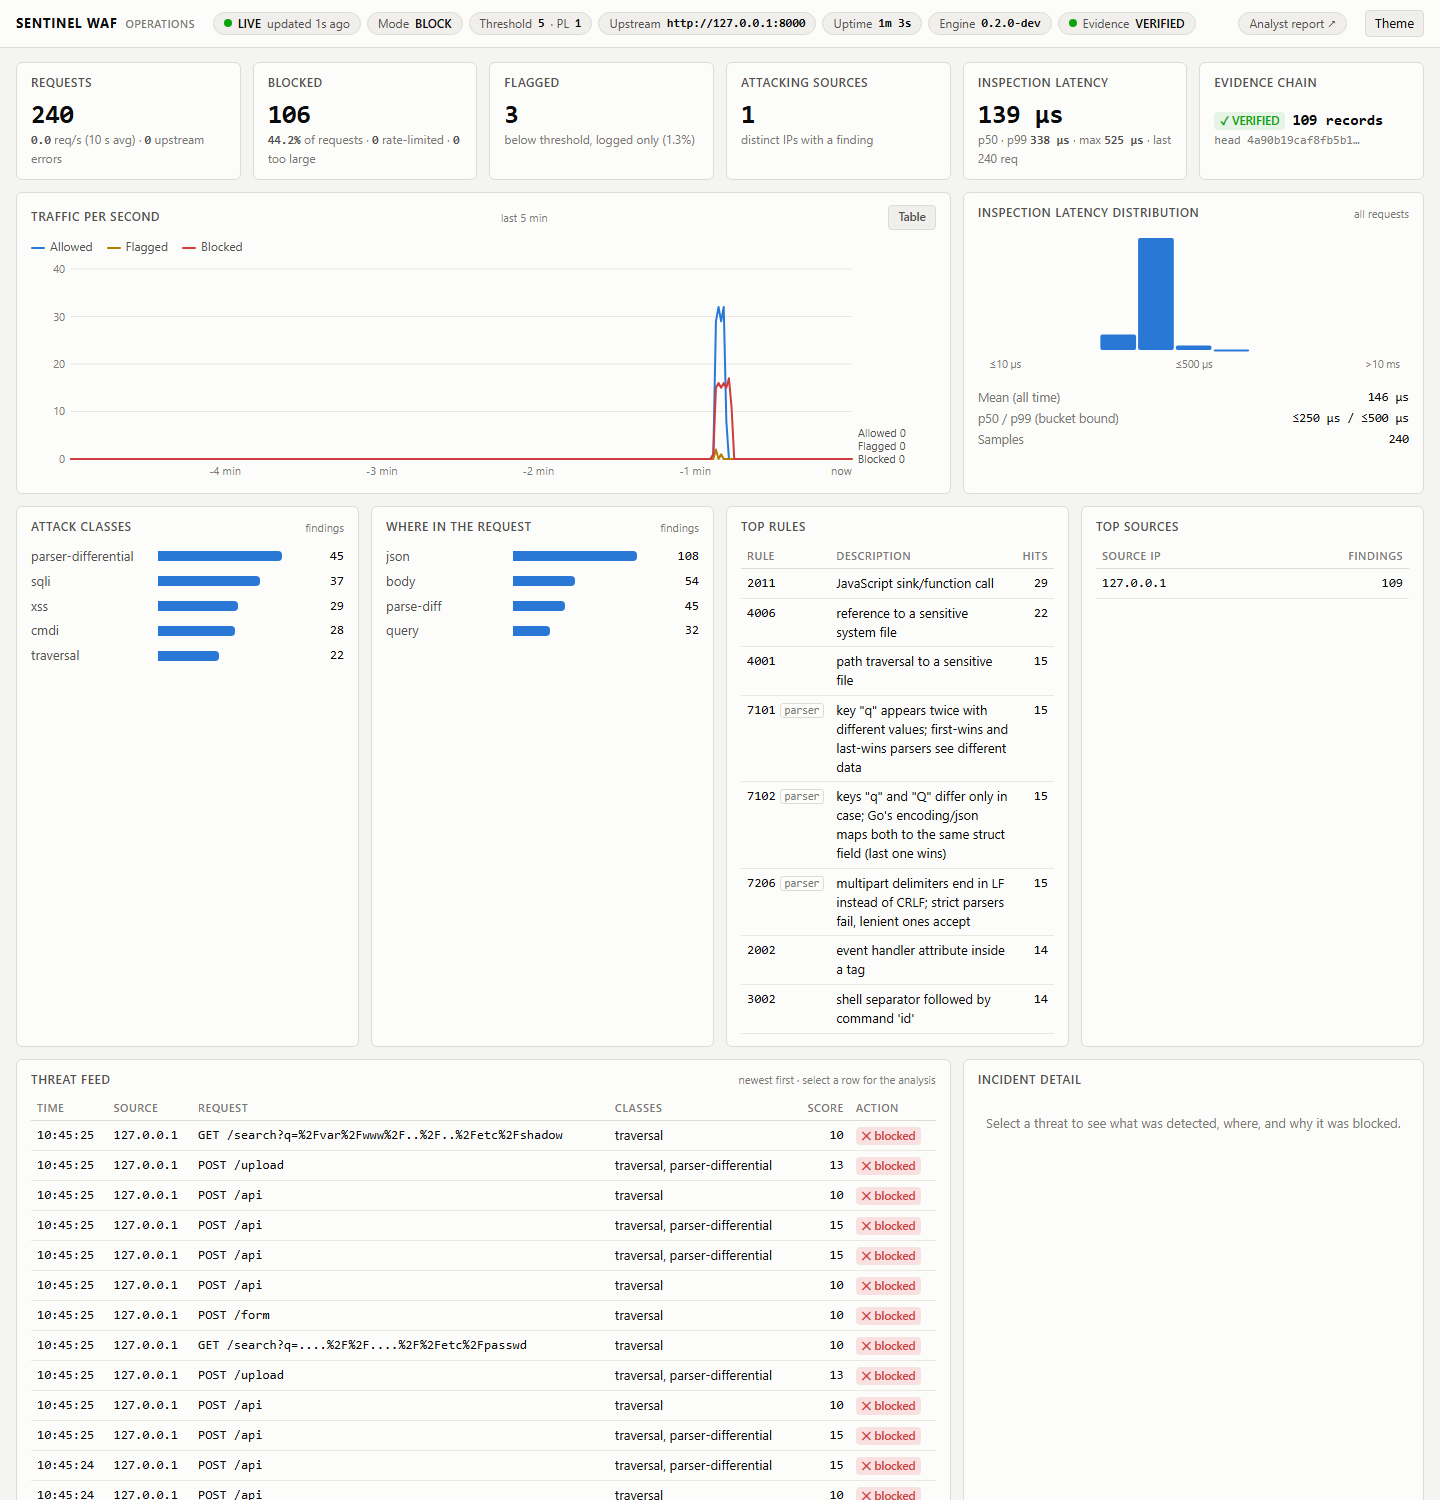 SENTINEL WAF OPERATIONS LIVE updated 1s ago Mode BLOCK Threshold 5 · PL 1 Upstream http://127.0.0.1:8000 Uptime 1m 3s Engine 0.2.0-dev Evidence VERIFIED Analyst report ↗ Theme
REQUESTS
240
0.0 req/s (10 s avg) · 0 upstream
errors
BLOCKED
106
44.2% of requests · 0 rate-limited · 0
too large
FLAGGED
3
below threshold, logged only (1.3%)
ATTACKING SOURCES
1
distinct IPs with a finding
INSPECTION LATENCY
139 µs
p50 · p99 338 µs · max 525 µs · last
240 req
EVIDENCE CHAIN
✓ VERIFIED 109 records
head 4a90b19caf8fb5b1…
TRAFFIC PER SECOND last 5 min Table
Allowed Flagged Blocked
40
30
20
10
0
Allowed 0
Flagged 0
Blocked 0
-4 min -3 min -2 min -1 min now
INSPECTION LATENCY DISTRIBUTION all requests
≤10 µs ≤500 µs >10 ms
Mean (all time) 146 µs
p50 / p99 (bucket bound) ≤250 µs / ≤500 µs
Samples 240
ATTACK CLASSES findings
parser-differential 45
sqli 37
xss 29
cmdi 28
traversal 22
WHERE IN THE REQUEST findings
json 108
body 54
parse-diff 45
query 32
TOP RULES
RULE DESCRIPTION HITS
2011 JavaScript sink/function call 29
4006 reference to a sensitive 22
system file
4001 path traversal to a sensitive 15
file
7101 parser key "q" appears twice with 15
different values; first-wins and
last-wins parsers see different
data
7102 parser keys "q" and "Q" differ only in 15
case; Go's encoding/json
maps both to the same struct
field (last one wins)
7206 parser multipart delimiters end in LF 15
instead of CRLF; strict parsers
fail, lenient ones accept
2002 event handler attribute inside 14
a tag
3002 shell separator followed by 14
command 'id'
TOP SOURCES
SOURCE IP FINDINGS
127.0.0.1 109
THREAT FEED newest first · select a row for the analysis
TIME SOURCE REQUEST CLASSES SCORE ACTION
10:45:25 127.0.0.1 GET /search?q=%2Fvar%2Fwww%2F..%2F..%2Fetc%2Fshadow traversal 10 ✕ blocked
10:45:25 127.0.0.1 POST /upload traversal, parser-differential 13 ✕ blocked
10:45:25 127.0.0.1 POST /api traversal 10 ✕ blocked
10:45:25 127.0.0.1 POST /api traversal, parser-differential 15 ✕ blocked
10:45:25 127.0.0.1 POST /api traversal, parser-differential 15 ✕ blocked
10:45:25 127.0.0.1 POST /api traversal 10 ✕ blocked
10:45:25 127.0.0.1 POST /form traversal 10 ✕ blocked
10:45:25 127.0.0.1 GET /search?q=....%2F%2F....%2F%2Fetc%2Fpasswd traversal 10 ✕ blocked
10:45:25 127.0.0.1 POST /upload traversal, parser-differential 13 ✕ blocked
10:45:25 127.0.0.1 POST /api traversal 10 ✕ blocked
10:45:25 127.0.0.1 POST /api traversal, parser-differential 15 ✕ blocked
10:45:24 127.0.0.1 POST /api traversal, parser-differential 15 ✕ blocked
10:45:24 127.0.0.1 POST /api traversal 10 ✕ blocked
INCIDENT DETAIL
Select a threat to see what was detected, where, and why it was blocked.